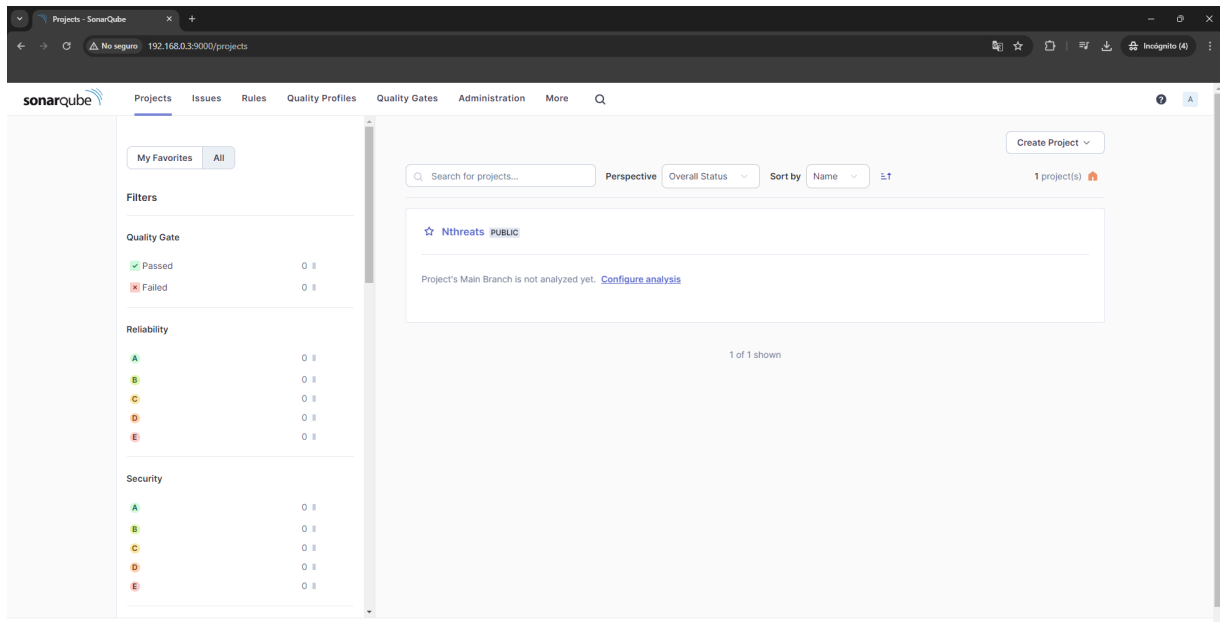 Projects - SonarQube
No seguro 192.168.0.3:9000/projects
Incógnito (4)
sonarqube Projects Issues Rules Quality Profiles Quality Gates Administration More A
My Favorites All
Filters
Quality Gate
Passed 0
Failed 0
Reliability
A 0
B 0
C 0
D 0
E 0
Security
A 0
B 0
C 0
D 0
E 0
Create Project
Search for projects... Perspective Overall Status Sort by Name 1 project(s)
Nthreats PUBLIC
Project's Main Branch is not analyzed yet. Configure analysis
1 of 1 shown